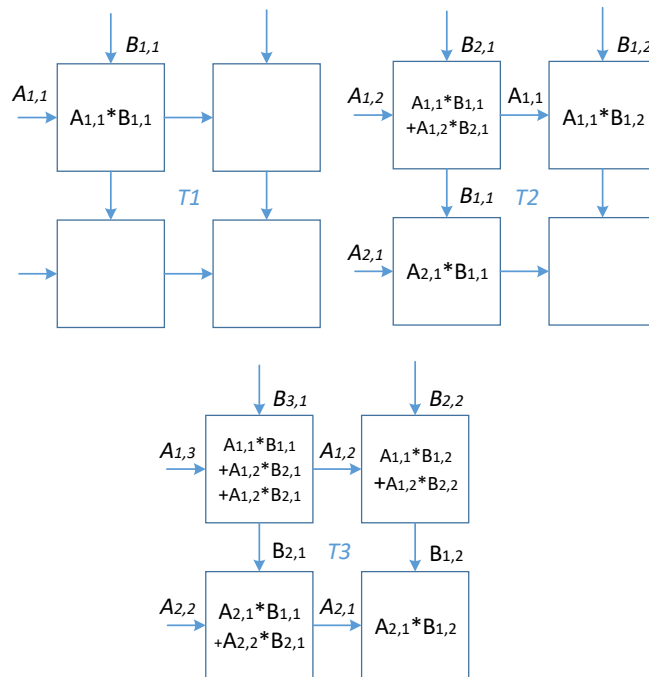 B1,1
A1,1
A1,1*B1,1
T1
B2,1
B1,2
A1,2
A1,1*B1,1
+A1,2*B2,1
A1,1
A1,1*B1,2
B1,1
T2
A2,1
A2,1*B1,1
B3,1
B2,2
A1,3
A1,1*B1,1
+A1,2*B2,1
+A1,2*B2,1
A1,2
A1,1*B1,2
+A1,2*B2,2
B2,1
T3
B1,2
A2,2
A2,1*B1,1
+A2,2*B2,1
A2,1
A2,1*B1,2